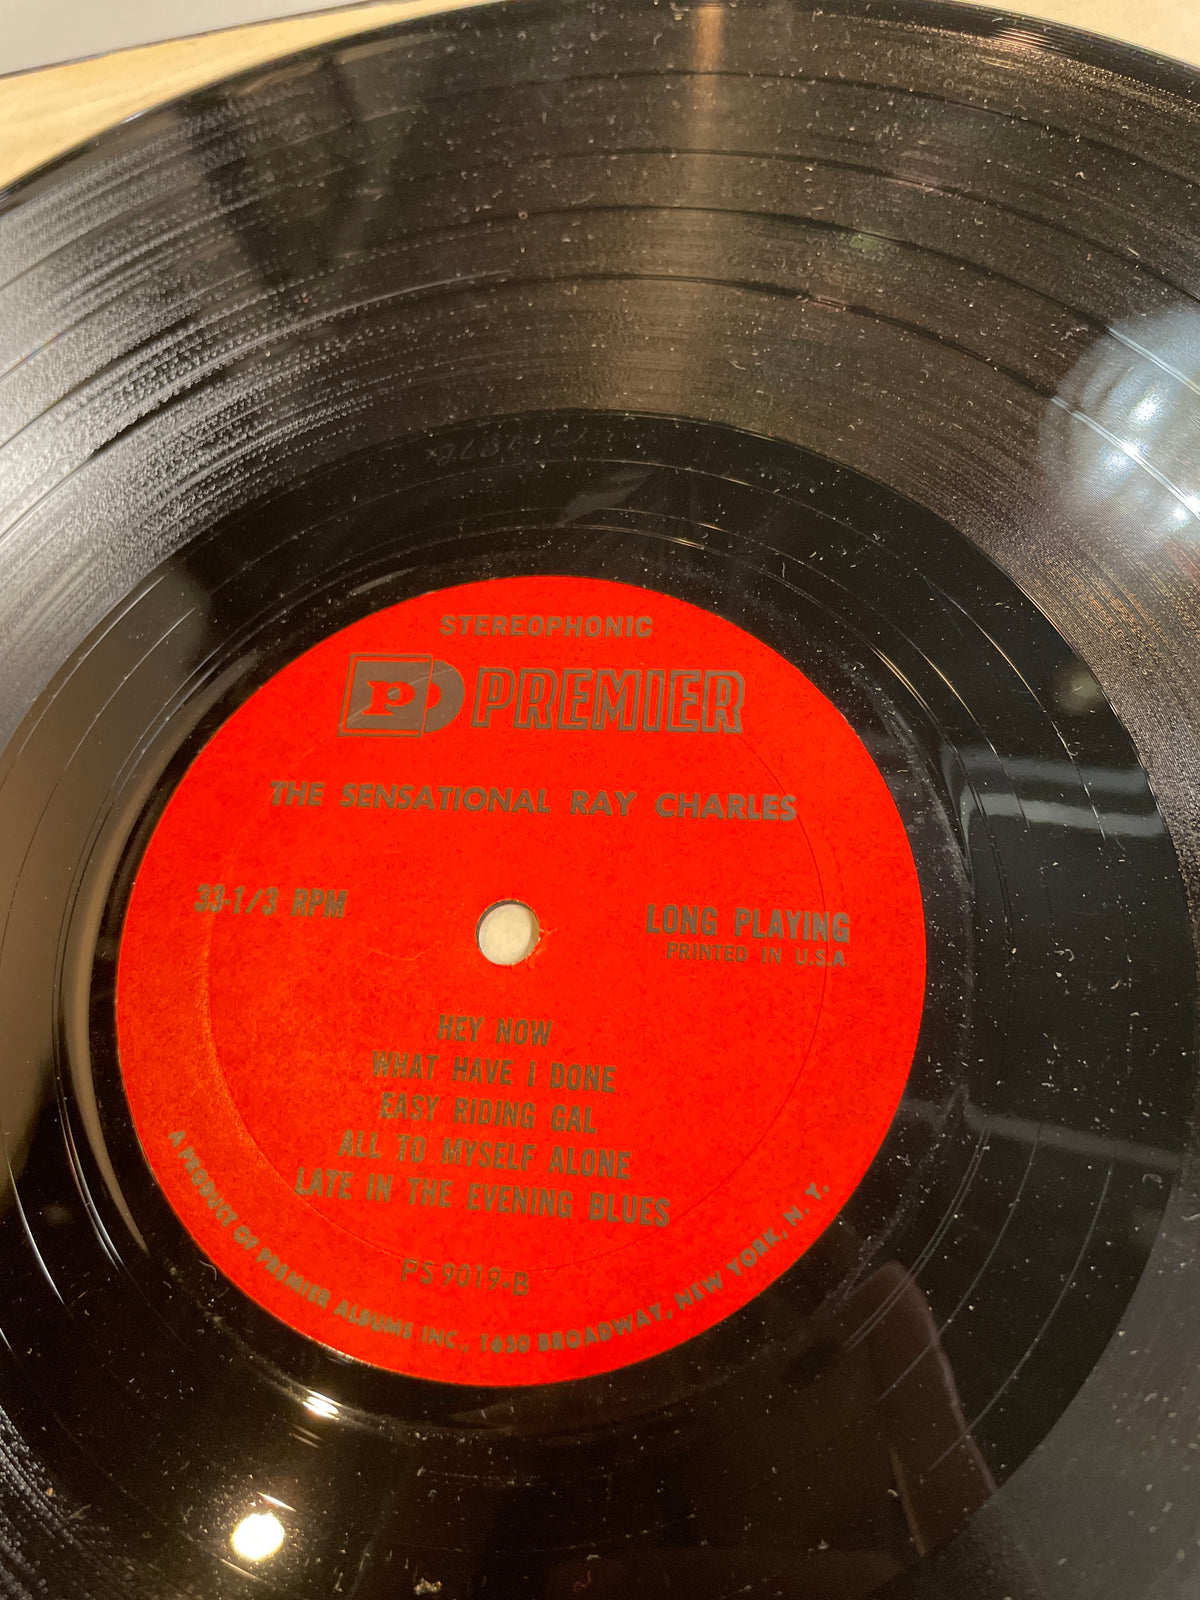 STEREOPHONIC
P PREMIER
THE SENSATIONAL RAY CHARLES
33-1/3 RPM
LONG PLAYING
PRINTED IN U.S.A.
HEY NOW
WHAT HAVE I DONE
EASY RIDING GAL
ALL TO MYSELF ALONE
LATE IN THE EVENING BLUES
PS 9019-B
A PRODUCT OF PREMIER ALBUMS INC., 1650 BROADWAY, NEW YORK, N. Y.